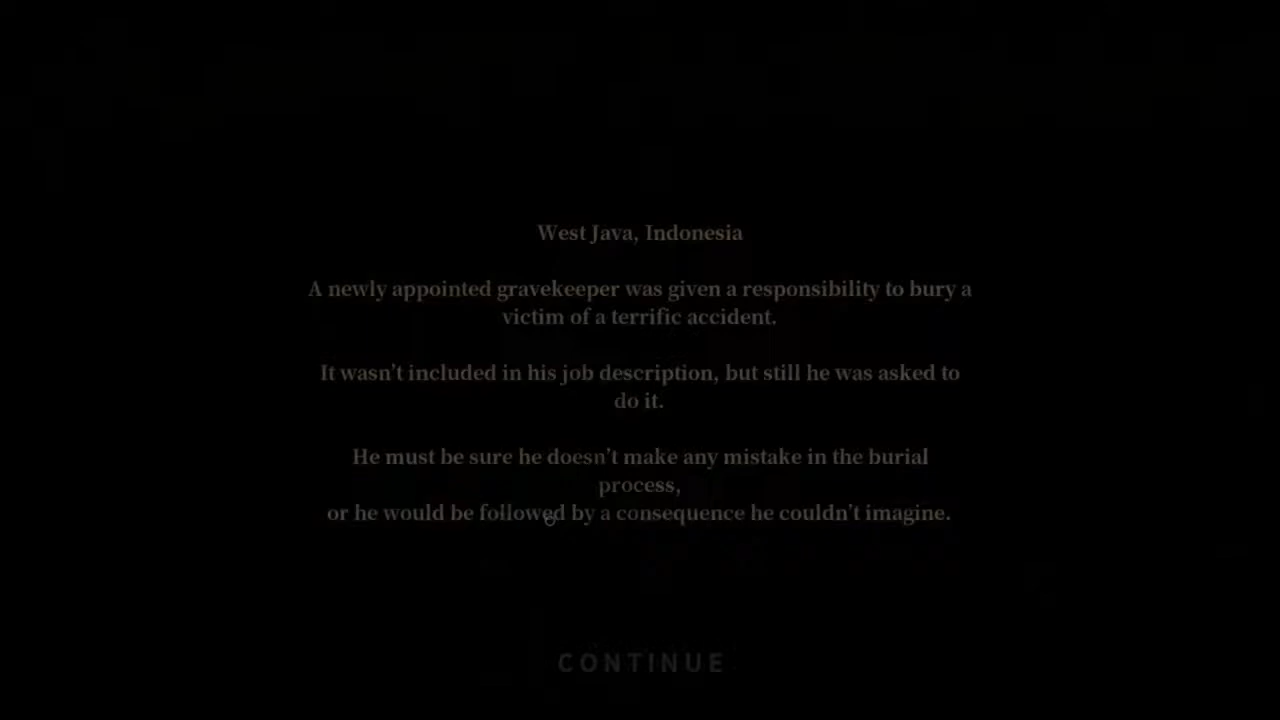 West Java, Indonesia
A newly appointed gravekeeper was given a responsibility to bury a
victim of a terrific accident.
It wasn't included in his job description, but still he was asked to
do it.
He must be sure he doesn't make any mistake in the burial
process,
or he would be followed by a consequence he couldn't imagine.
CONTINUE